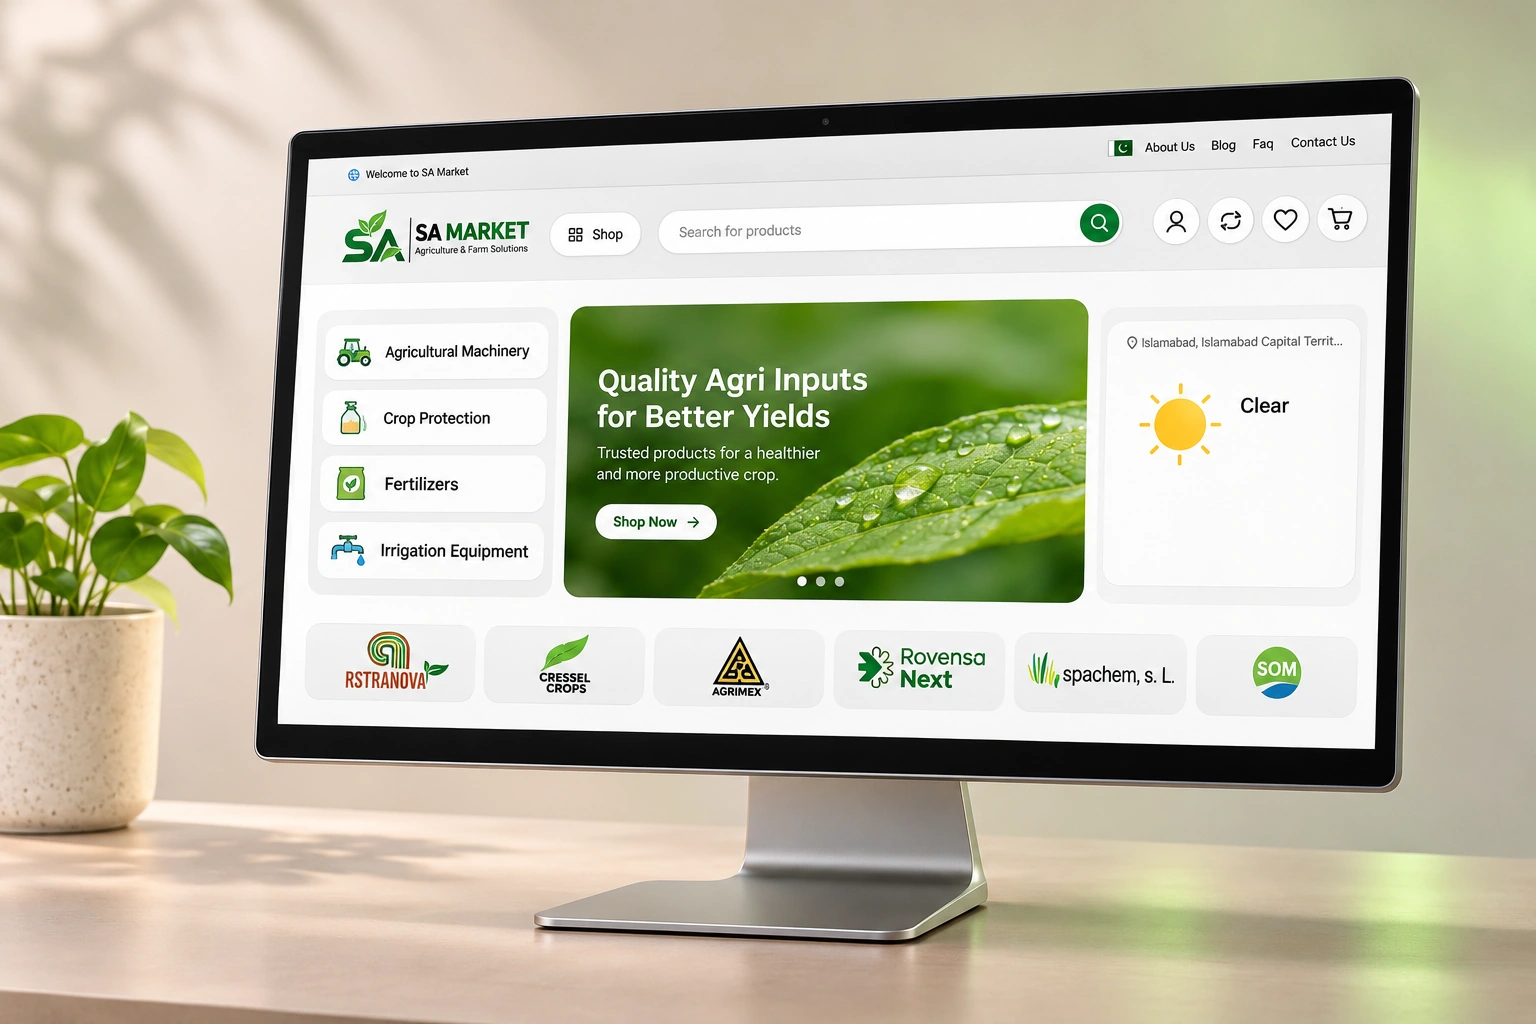 Welcome to SA Market
About Us
Blog
Faq
Contact Us
SA
SA MARKET
Agriculture & Farm Solutions
Shop
Search for products
Agricultural Machinery
Crop Protection
Fertilizers
Irrigation Equipment
Quality Agri Inputs
for Better Yields
Trusted products for a healthier
and more productive crop.
Shop Now
Islamabad, Islamabad Capital Territ...
Clear
RSTRANOVA
CRESSEL
CROPS
AGRIMEX®
Rovensa
Next
spachem, s. L.
SOM